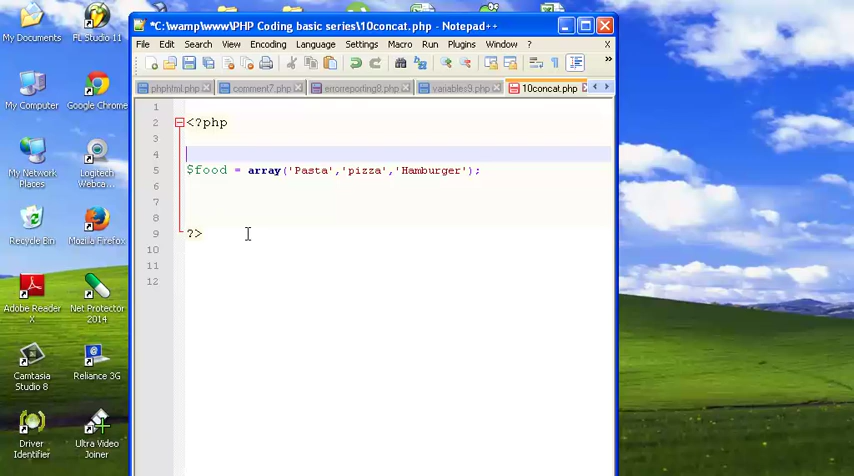 *C:\wamp\www\PHP Coding basic series\10concat.php - Notepad++
File Edit Search View Encoding Language Settings Macro Run Plugins Window ? X
phphtml.php comment7.php errorreporting8.php variables9.php 10concat.php
1
2 <?php
3
4
5 $food = array('Pasta','pizza','Hamburger');
6
7
8
9 ?>
10
11
12
My Documents
FL Studio 11
My Computer
Google Chrome
My Network
Places
Logitech
Webca...
Recycle Bin
Mozilla Firefox
Adobe Reader
X
Net Protector
2014
Camtasia
Studio 8
Reliance 3G
Driver
Identifier
Ultra Video
Joiner